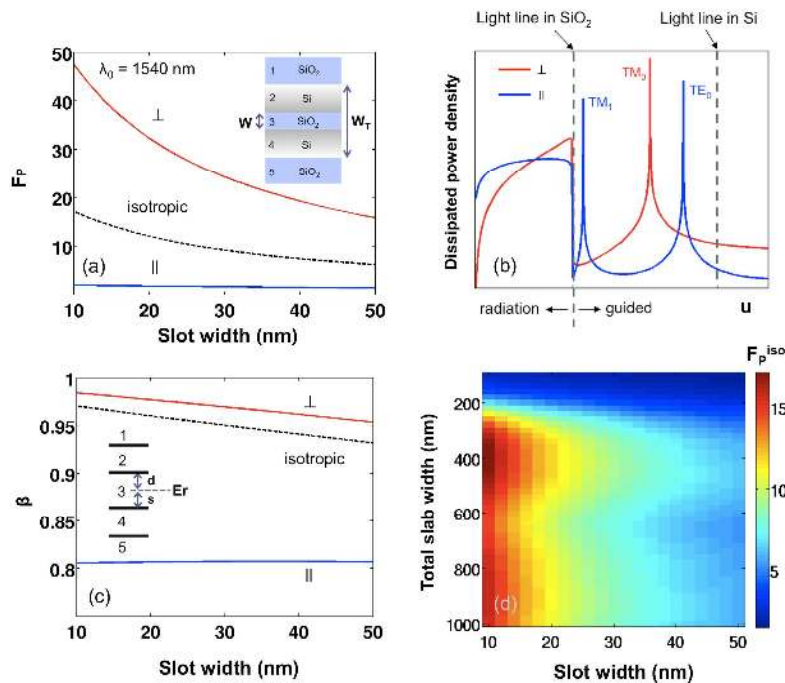 λ₀ = 1540 nm
50
40
30
20
10
F_P
⊥
isotropic
||
(a)
1 SiO₂
2 Si
W 3 SiO₂ W_T
4 Si
5 SiO₂
10 20 30 40 50
Slot width (nm)
Light line in SiO₂
Light line in Si
⊥
||
TM₁
TM₀
TE₀
Dissipated power density
(b)
radiation guided
u
1
0.95
0.9
0.85
0.8
β
⊥
isotropic
||
1
2
d
3 Er
s
4
5
(c)
10 20 30 40 50
Slot width (nm)
F_P^iso
200
400
600
800
1000
Total slab width (nm)
15
10
5
(d)
10 20 30 40 50
Slot width (nm)